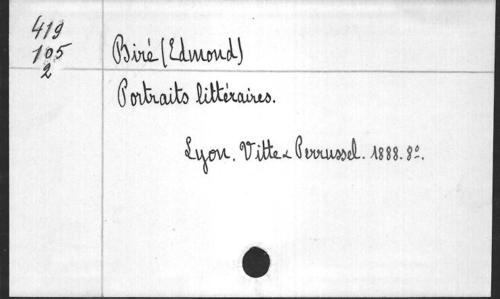 419
105
2
Biré (Edmond)
Portraits littéraires.
Lyon. Vitte & Perrussel. 1888. 8°.